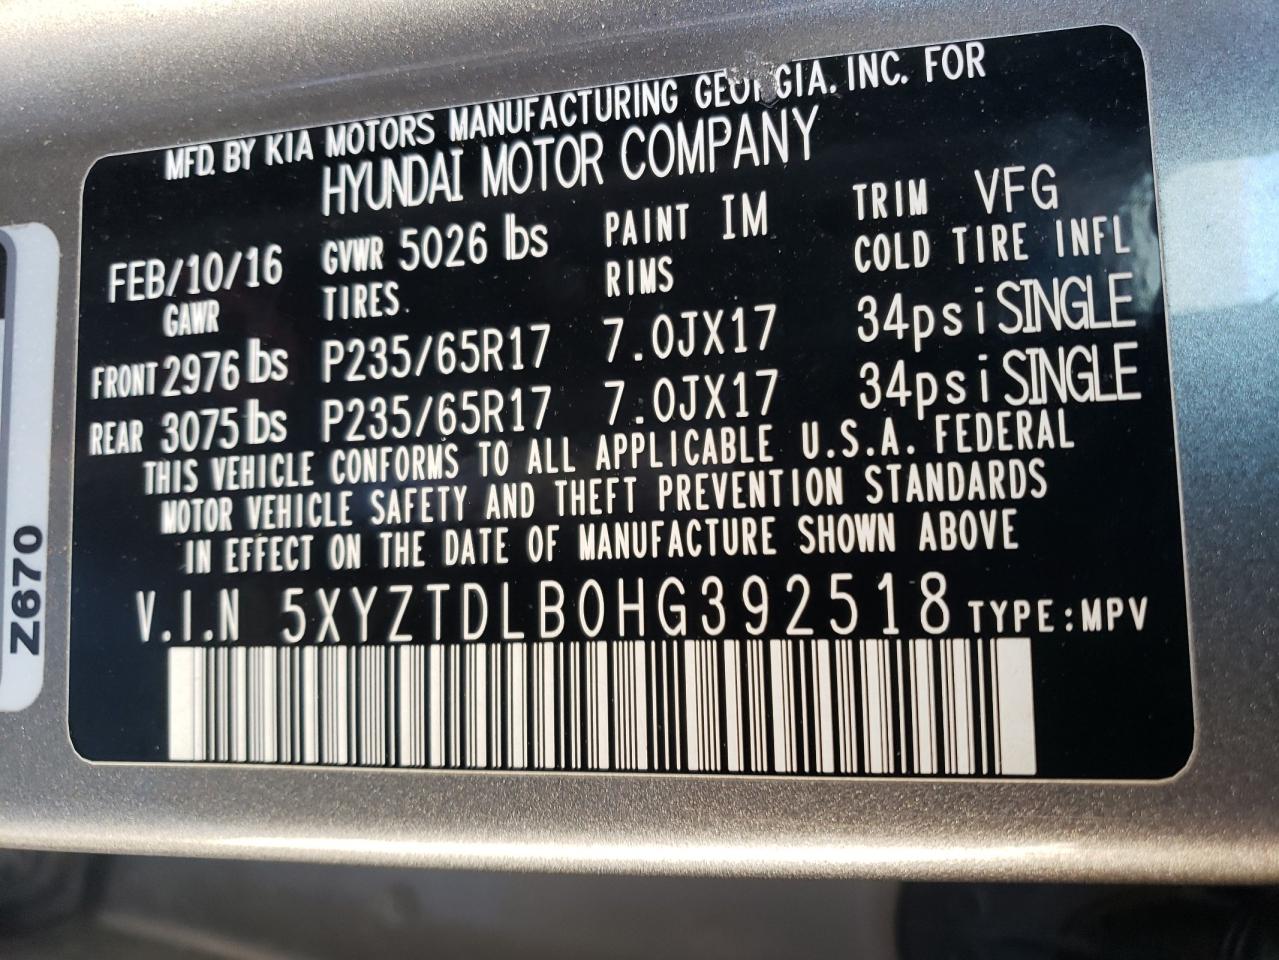 MFD. BY KIA MOTORS MANUFACTURING GEORGIA, INC. FOR
HYUNDAI MOTOR COMPANY
FEB/10/16 GVWR 5026 lbs PAINT IM TRIM VFG
GAWR TIRES RIMS COLD TIRE INFL
FRONT 2976 lbs P235/65R17 7.0JX17 34psi SINGLE
REAR 3075 lbs P235/65R17 7.0JX17 34psi SINGLE
THIS VEHICLE CONFORMS TO ALL APPLICABLE U.S.A. FEDERAL
MOTOR VEHICLE SAFETY AND THEFT PREVENTION STANDARDS
IN EFFECT ON THE DATE OF MANUFACTURE SHOWN ABOVE
V.I.N 5XYZTDLB0HG392518 TYPE:MPV
Z670